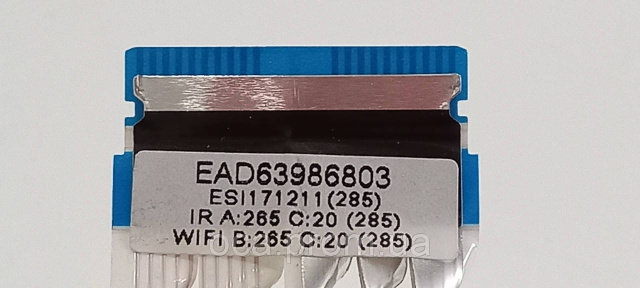 EAD63986803
ESI171211(285)
IR A:265 C:20 (285)
WIFI B:265 C:20 (285)